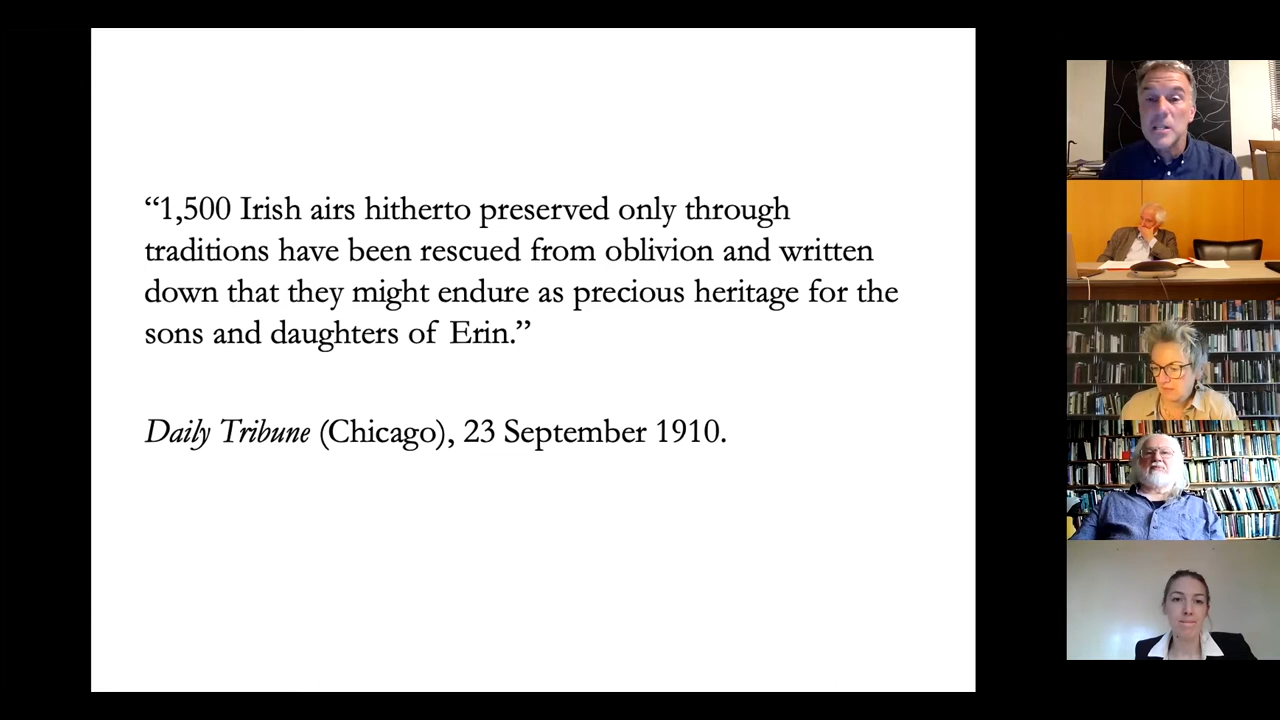 “1,500 Irish airs hitherto preserved only through
traditions have been rescued from oblivion and written
down that they might endure as precious heritage for the
sons and daughters of Erin.”
Daily Tribune (Chicago), 23 September 1910.